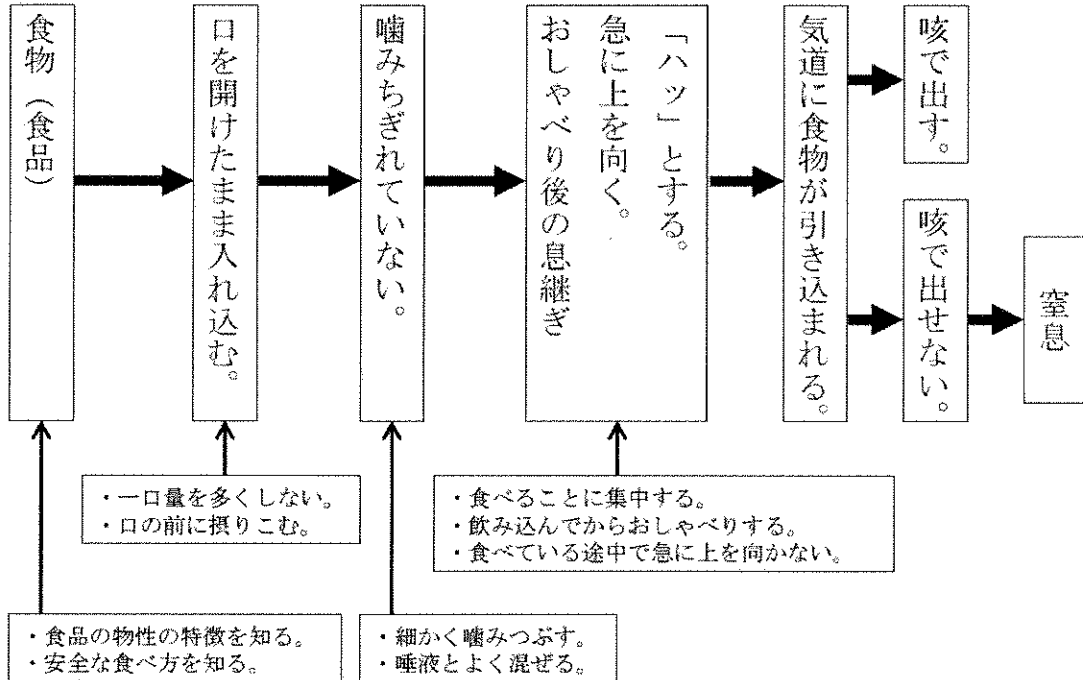 食物（食品）
口を開けたまま入れ込む。
噛みちぎれていない。
「ハッ」とする。
急に上を向く。
おしゃべり後の息継ぎ
気道に食物が引き込まれる。
咳で出す。
咳で出せない。
窒息
・一口量を多くしない。
・口の前に摂りこむ。
・食べることに集中する。
・飲み込んでからおしゃべりする。
・食べている途中で急に上を向かない。
・食品の物性の特徴を知る。
・安全な食べ方を知る。
・細かく噛みつぶす。
・唾液とよく混ぜる。